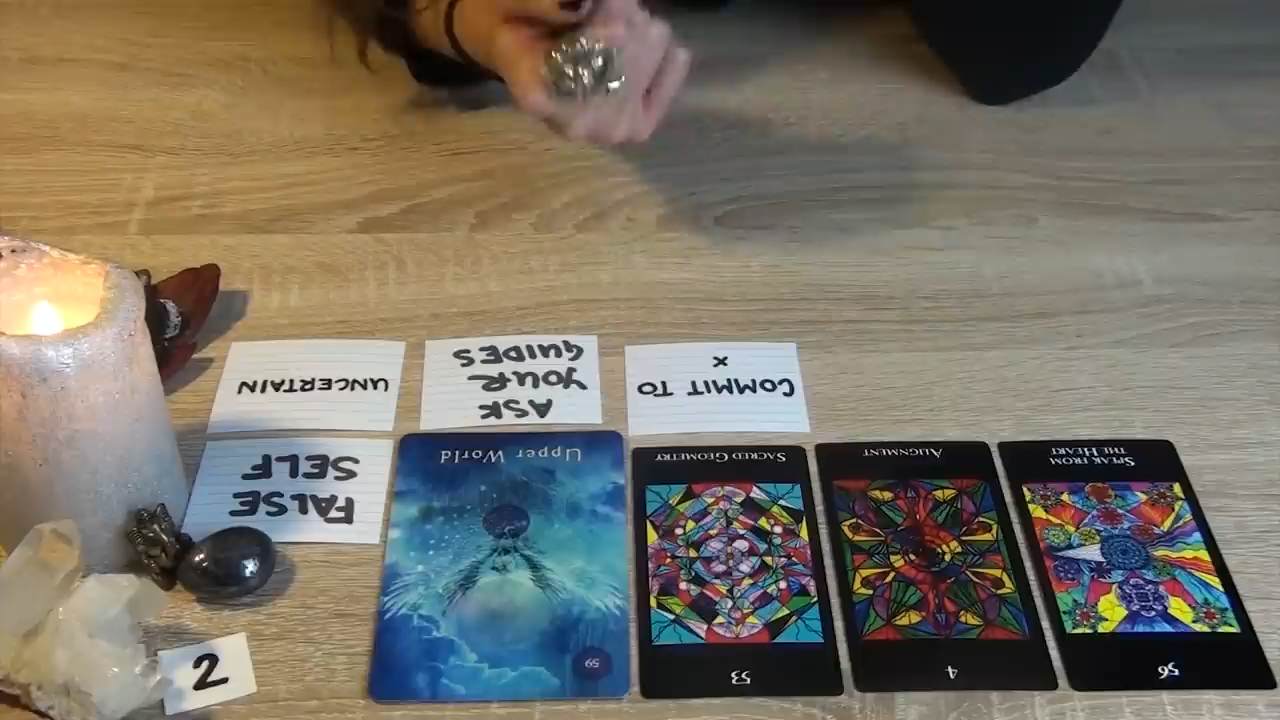 UNCERTAIN
ASK
YOUR
GUIDES
COMMIT TO
X
FALSE
SELF
Upper World
59
SACRED GEOMETRY
53
ALIGNMENT
4
SPEAK FROM
THE HEART
56
2